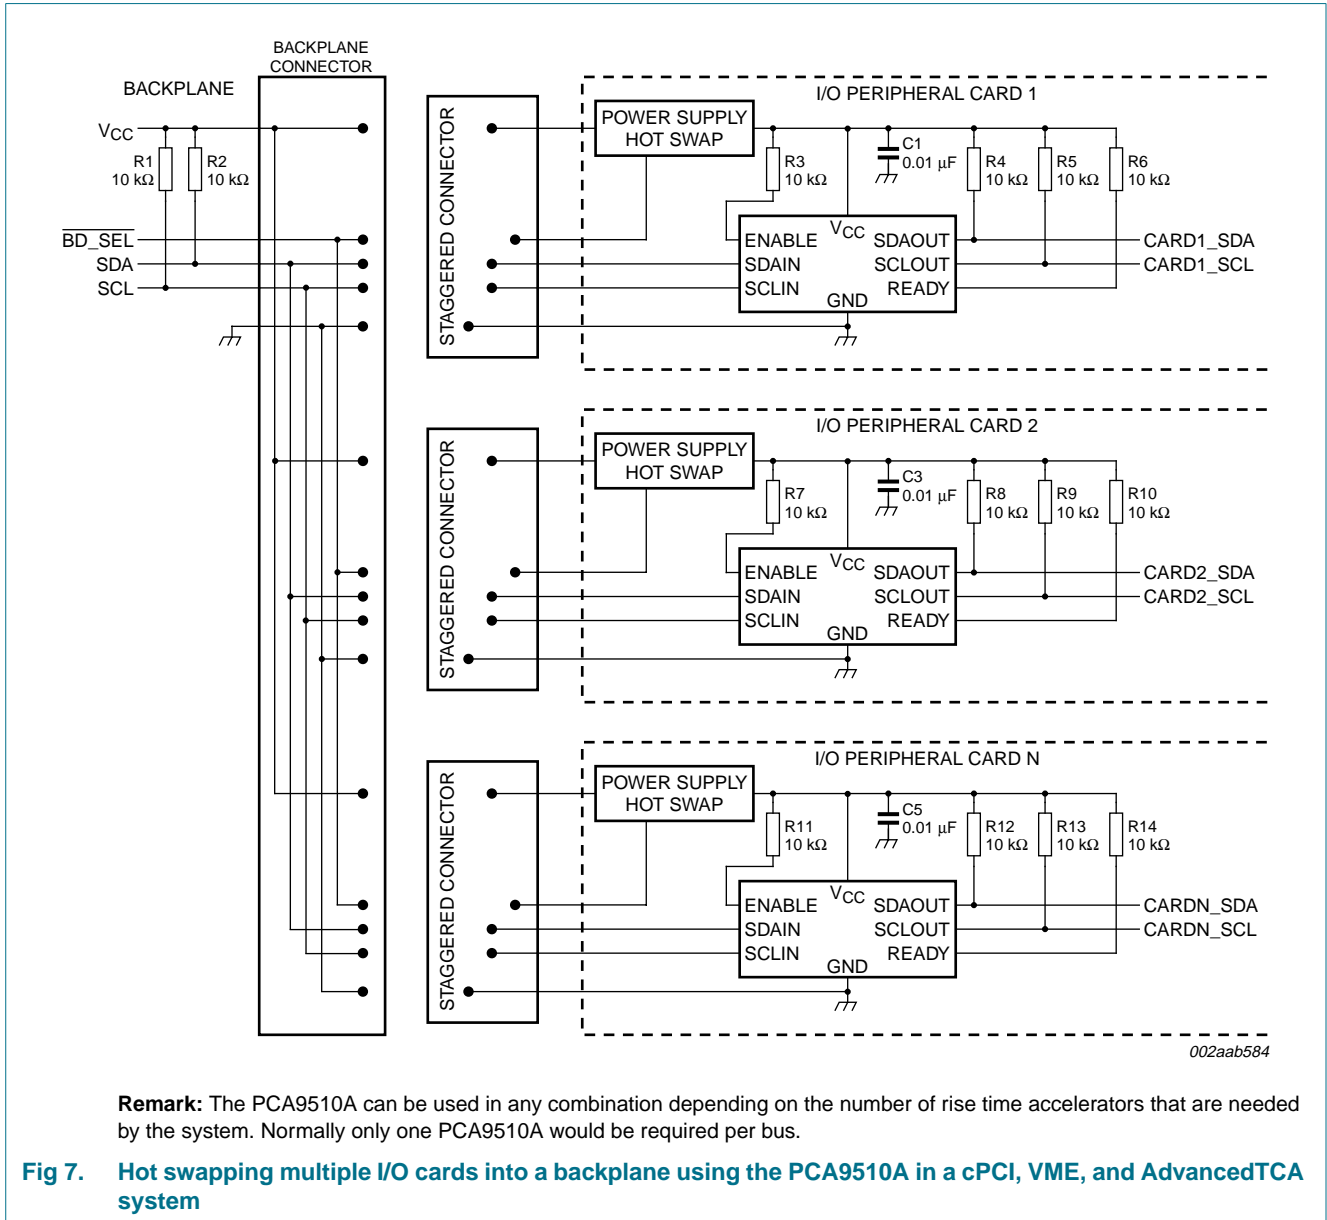 BACKPLANE
CONNECTOR
BACKPLANE
VCC
R1
10 kΩ
R2
10 kΩ
BD_SEL
SDA
SCL
STAGGERED CONNECTOR
I/O PERIPHERAL CARD 1
POWER SUPPLY
HOT SWAP
R3
10 kΩ
C1
0.01 μF
R4
10 kΩ
R5
10 kΩ
R6
10 kΩ
VCC
ENABLE
SDAIN
SCLIN
SDAOUT
SCLOUT
READY
GND
CARD1_SDA
CARD1_SCL
STAGGERED CONNECTOR
I/O PERIPHERAL CARD 2
POWER SUPPLY
HOT SWAP
R7
10 kΩ
C3
0.01 μF
R8
10 kΩ
R9
10 kΩ
R10
10 kΩ
VCC
ENABLE
SDAIN
SCLIN
SDAOUT
SCLOUT
READY
GND
CARD2_SDA
CARD2_SCL
STAGGERED CONNECTOR
I/O PERIPHERAL CARD N
POWER SUPPLY
HOT SWAP
R11
10 kΩ
C5
0.01 μF
R12
10 kΩ
R13
10 kΩ
R14
10 kΩ
VCC
ENABLE
SDAIN
SCLIN
SDAOUT
SCLOUT
READY
GND
CARDN_SDA
CARDN_SCL
002aab584
Remark: The PCA9510A can be used in any combination depending on the number of rise time accelerators that are needed
by the system. Normally only one PCA9510A would be required per bus.
Fig 7. Hot swapping multiple I/O cards into a backplane using the PCA9510A in a cPCI, VME, and AdvancedTCA
system